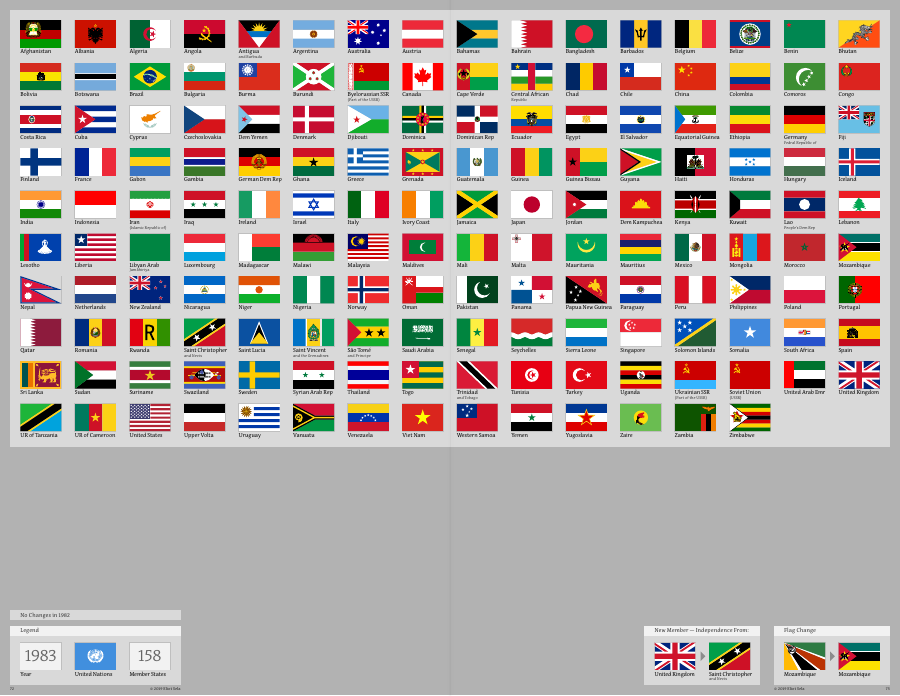 Afghanistan Albania Algeria Angola Antigua Argentina Australia Austria Bahamas Bahrain Bangladesh Barbados Belgium Belize Benin Bhutan
and Barbuda
Bolivia Botswana Brazil Bulgaria Burma Burundi Byelorussian SSR Canada Cape Verde Central African Chad Chile China Colombia Comoros Congo
(Part of the USSR) Republic
Costa Rica Cuba Cyprus Czechoslovakia Dem Yemen Denmark Djibouti Dominica Dominican Rep Ecuador Egypt El Salvador Equatorial Guinea Ethiopia Germany Fiji
Federal Republic of
Finland France Gabon Gambia German Dem Rep Ghana Greece Grenada Guatemala Guinea Guinea Bissau Guyana Haiti Honduras Hungary Iceland
India Indonesia Iran Iraq Ireland Israel Italy Ivory Coast Jamaica Japan Jordan Dem Kampuchea Kenya Kuwait Lao Lebanon
(Islamic Republic of) People's Dem Rep
Lesotho Liberia Libyan Arab Luxembourg Madagascar Malawi Malaysia Maldives Mali Malta Mauritania Mauritius Mexico Mongolia Morocco Mozambique
Jamahiriya
Nepal Netherlands New Zealand Nicaragua Niger Nigeria Norway Oman Pakistan Panama Papua New Guinea Paraguay Peru Philippines Poland Portugal
Qatar Romania Rwanda Saint Christopher Saint Lucia Saint Vincent São Tomé Saudi Arabia Senegal Seychelles Sierra Leone Singapore Solomon Islands Somalia South Africa Spain
and Nevis and the Grenadines and Principe
Sri Lanka Sudan Suriname Swaziland Sweden Syrian Arab Rep Thailand Togo Trinidad Tunisia Turkey Uganda Ukrainian SSR Soviet Union United Arab Emr United Kingdom
and Tobago (Part of the USSR) (USSR)
UR of Tanzania UR of Cameroon United States Upper Volta Uruguay Vanuatu Venezuela Viet Nam Western Samoa Yemen Yugoslavia Zaire Zambia Zimbabwe
No Changes in 1982
Legend
1983 158
Year United Nations Member States
New Member — Independence From:
United Kingdom Saint Christopher
and Nevis
Flag Change
Mozambique Mozambique
72
73